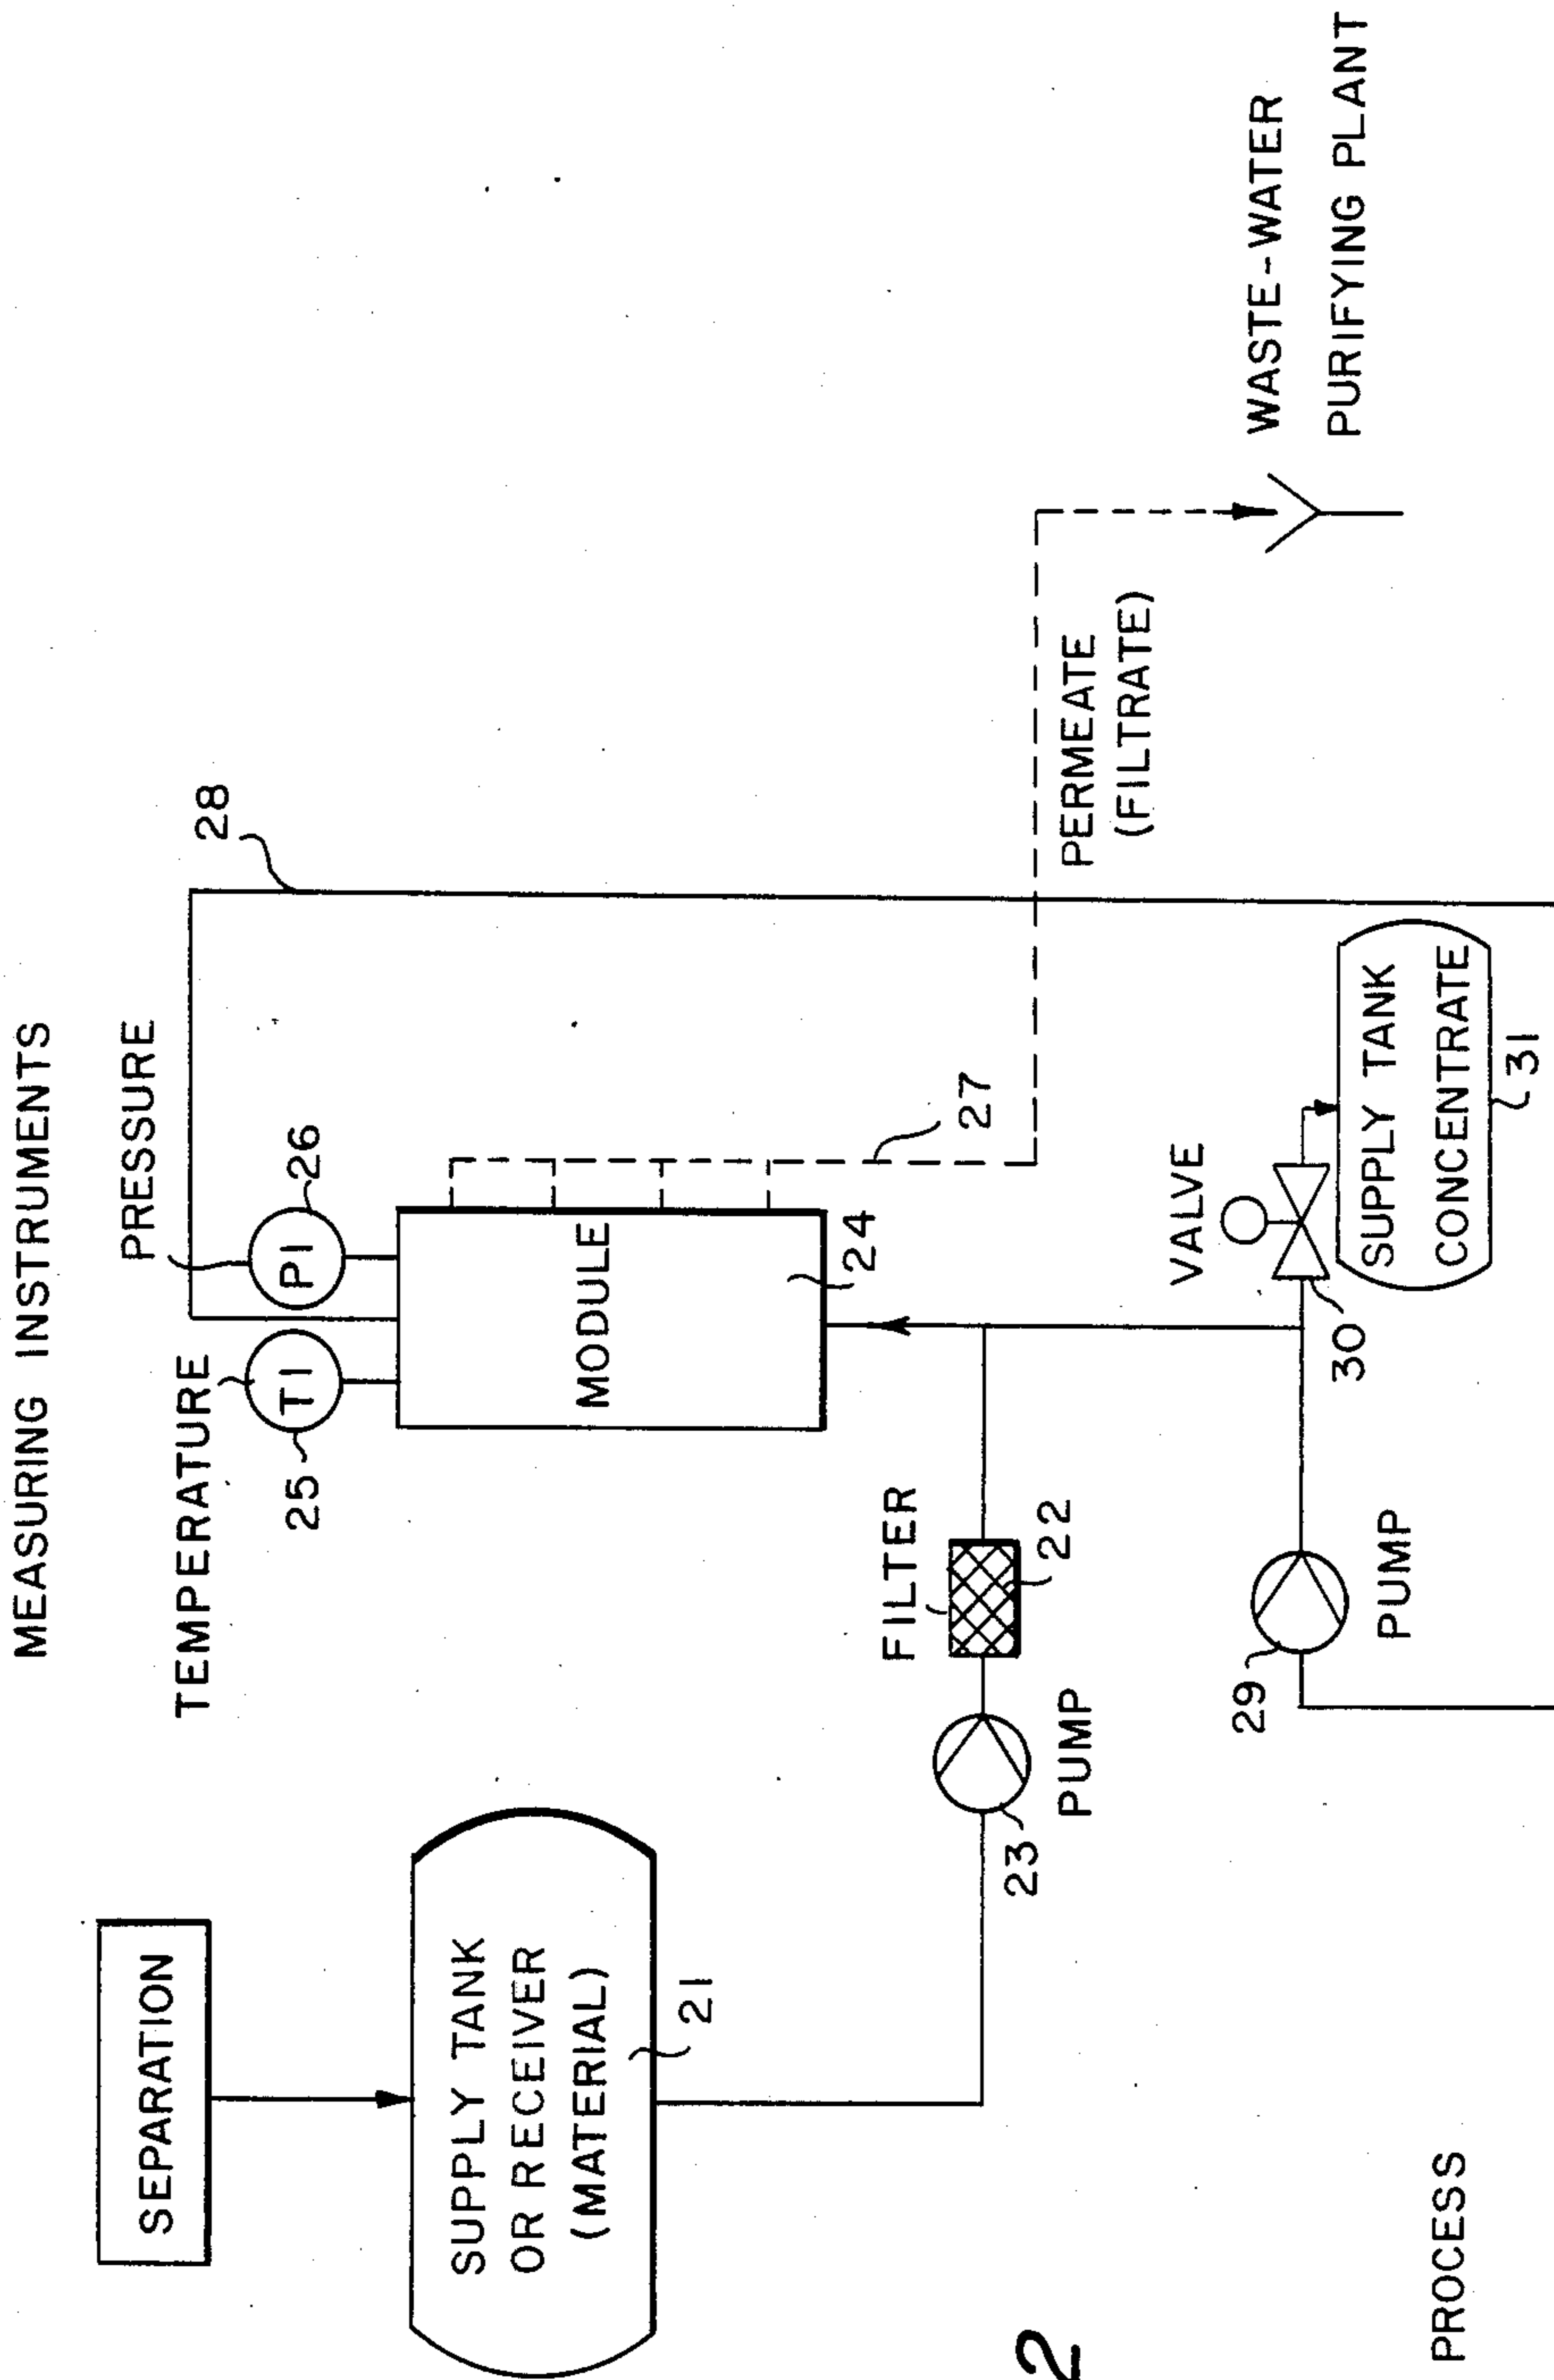 MEASURING INSTRUMENTS
PRESSURE
TEMPERATURE
25
TI
PI
26
28
SEPARATION
SUPPLY TANK
OR RECEIVER
(MATERIAL)
21
MODULE
24
27
FILTER
22
23
PUMP
PERMEATE
(FILTRATE)
WASTE-WATER
PURIFYING PLANT
VALVE
30
29
PUMP
SUPPLY TANK
CONCENTRATE
31
2
PROCESS